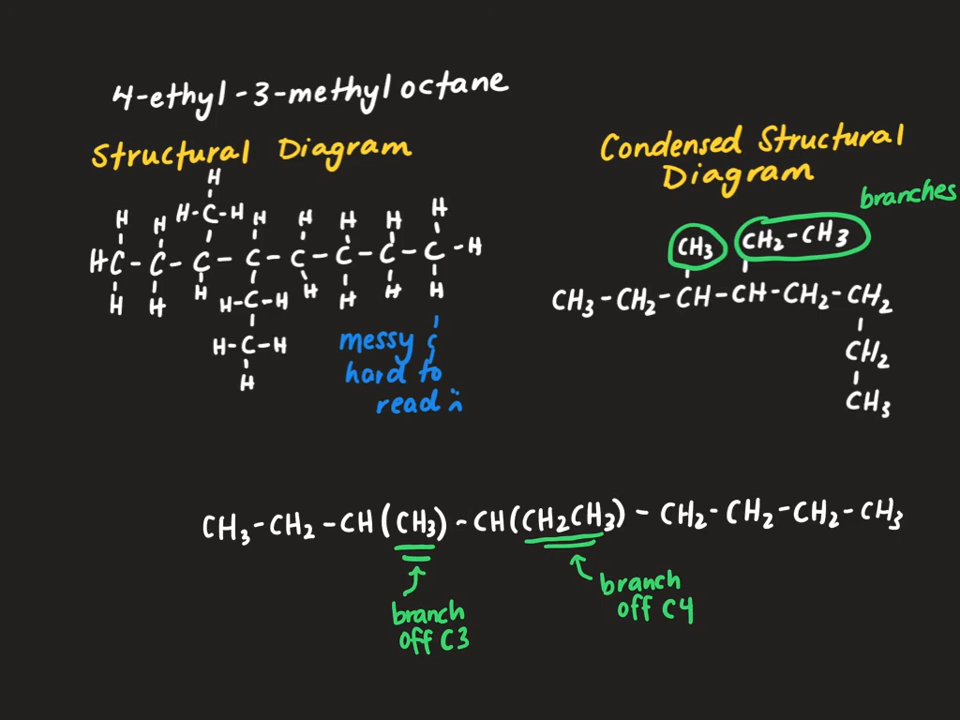 4-ethyl-3-methyl octane
Structural Diagram
H
H H H-C-H H H H H H
HC-C-C-C-C-C-C-C-H
H H H H-C-H H H H H
H-C-H
H
messy &
hard to
read
Condensed Structural
Diagram
branches
CH3 CH2-CH3
CH3-CH2-CH-CH-CH2-CH2
CH2
CH3
CH3-CH2-CH(CH3)-CH(CH2CH3)-CH2-CH2-CH2-CH3
branch
off C3
branch
off C4